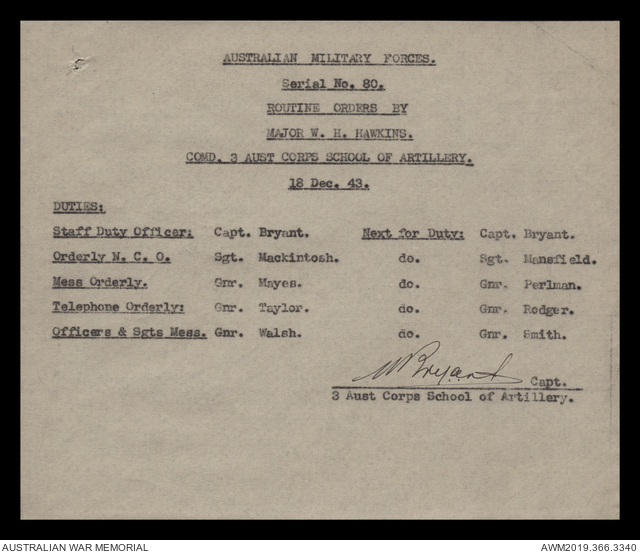 AUSTRALIAN MILITARY FORCES.
Serial No. 80.
ROUTINE ORDERS BY
MAJOR W. H. HAWKINS.
COMD. 3 AUST CORPS SCHOOL OF ARTILLERY.
18 Dec. 43.
DUTIES:
Staff Duty Officer: Capt. Bryant. Next for Duty: Capt. Bryant.
Orderly N. C. O. Sgt. Mackintosh. do. Sgt. Mansfield.
Mess Orderly. Gnr. Mayes. do. Gnr. Perlman.
Telephone Orderly: Gnr. Taylor. do. Gnr. Rodger.
Officers & Sgts Mess. Gnr. Walsh. do. Gnr. Smith.
Bryant Capt.
3 Aust Corps School of Artillery.
AUSTRALIAN WAR MEMORIAL AWM2019.366.3340